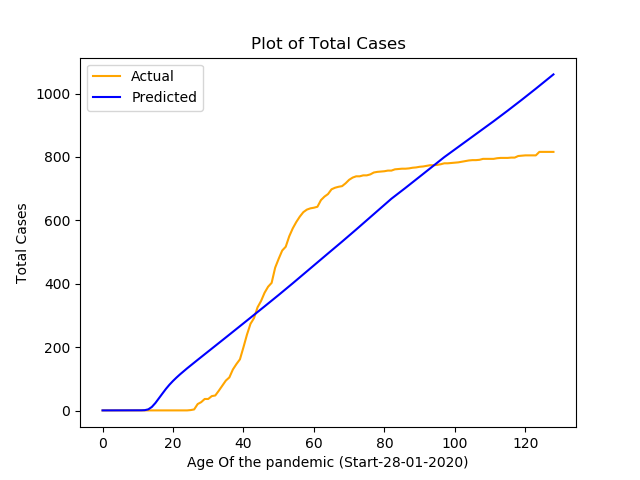 Plot of Total Cases
Actual
Predicted
Total Cases
1000
800
600
400
200
0
0 20 40 60 80 100 120
Age Of the pandemic (Start-28-01-2020)